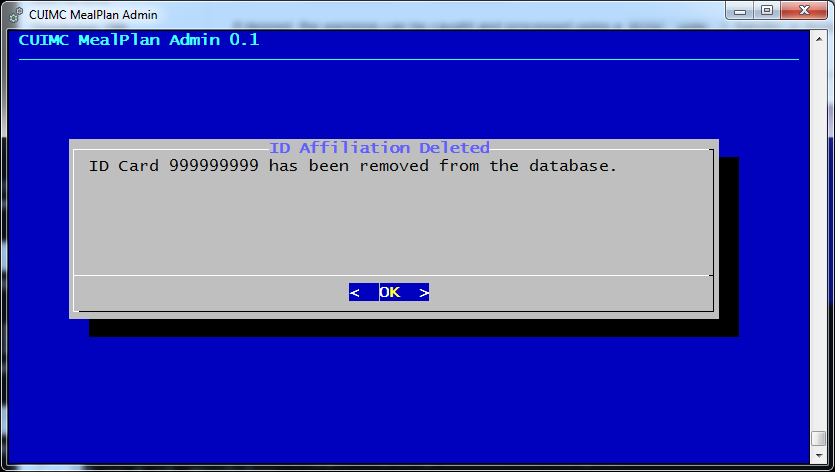 CUIMC MealPlan Admin
CUIMC MealPlan Admin 0.1
ID Affiliation Deleted
ID Card 999999999 has been removed from the database.
<  OK  >